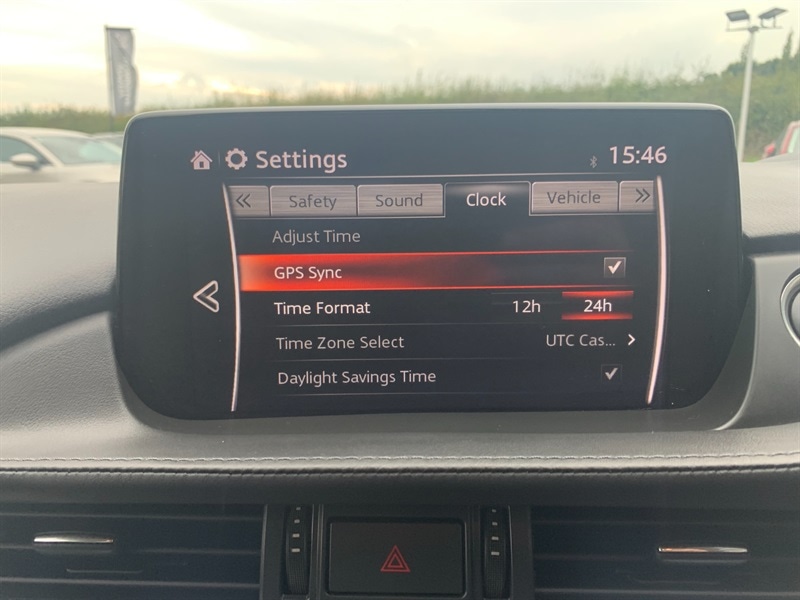 Settings 15:46
« Safety Sound Clock Vehicle »
Adjust Time
GPS Sync
Time Format 12h 24h
Time Zone Select UTC Cas... >
Daylight Savings Time